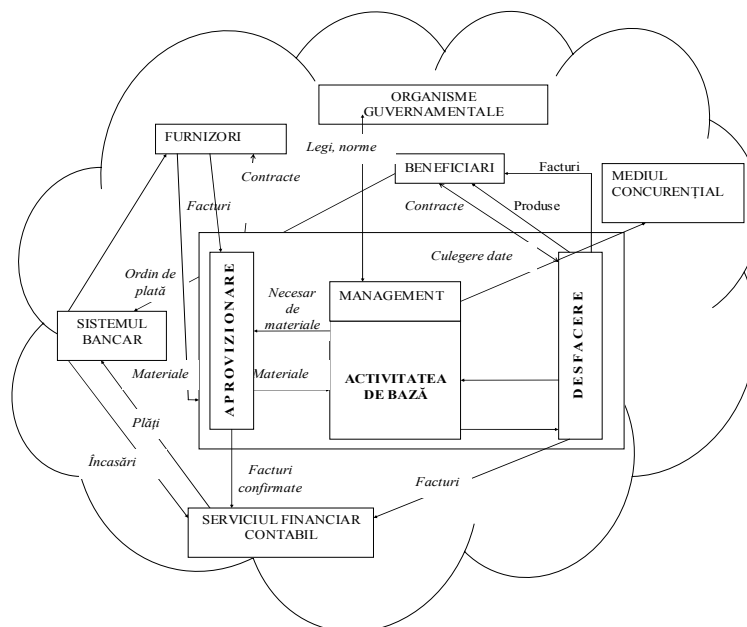 ORGANISME
GUVERNAMENTALE
FURNIZORI
Legi, norme
Contracte
BENEFICIARI
Facturi
MEDIUL
CONCURENȚIAL
Facturi
Contracte
Produse
Culegere date
Ordin de
plată
APROVIZIONARE
Necesar
de
materiale
MANAGEMENT
DESFACERE
SISTEMUL
BANCAR
Materiale
Materiale
ACTIVITATEA
DE BAZĂ
Plăți
Încasări
Facturi
confirmate
Facturi
SERVICIUL FINANCIAR
CONTABIL